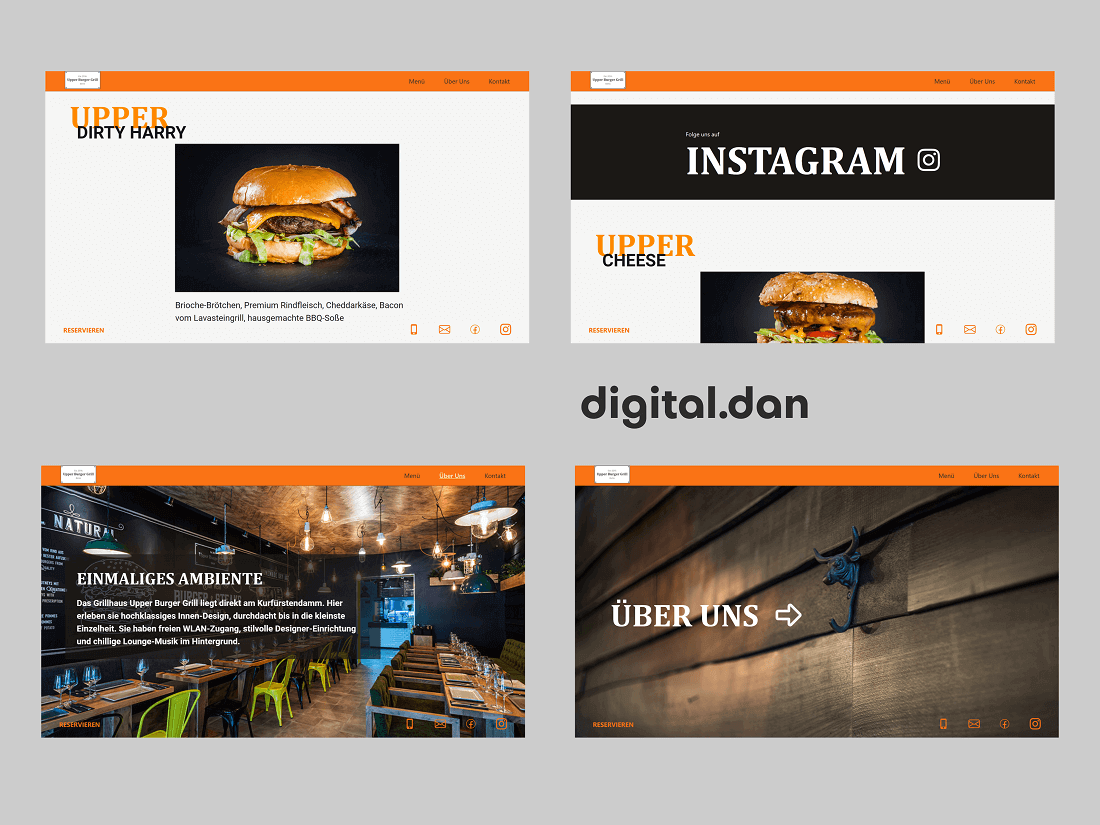 Upper Burger Grill
Menü Über Uns Kontakt
UPPER
DIRTY HARRY
Brioche-Brötchen, Premium Rindfleisch, Cheddarkäse, Bacon
vom Lavasteingrill, hausgemachte BBQ-Soße
RESERVIEREN
Upper Burger Grill
Menü Über Uns Kontakt
Folge uns auf
INSTAGRAM
UPPER
CHEESE
RESERVIEREN
digital.dan
Upper Burger Grill
Menü Über Uns Kontakt
NATURAL
BURGER & STEAKS
EINMALIGES AMBIENTE
Das Grillhaus Upper Burger Grill liegt direkt am Kurfürstendamm. Hier
erleben sie hochklassiges Innen-Design, durchdacht bis in die kleinste
Einzelheit. Sie haben freien WLAN-Zugang, stilvolle Designer-Einrichtung
und chillige Lounge-Musik im Hintergrund.
RESERVIEREN
Upper Burger Grill
Menü Über Uns Kontakt
ÜBER UNS
RESERVIEREN